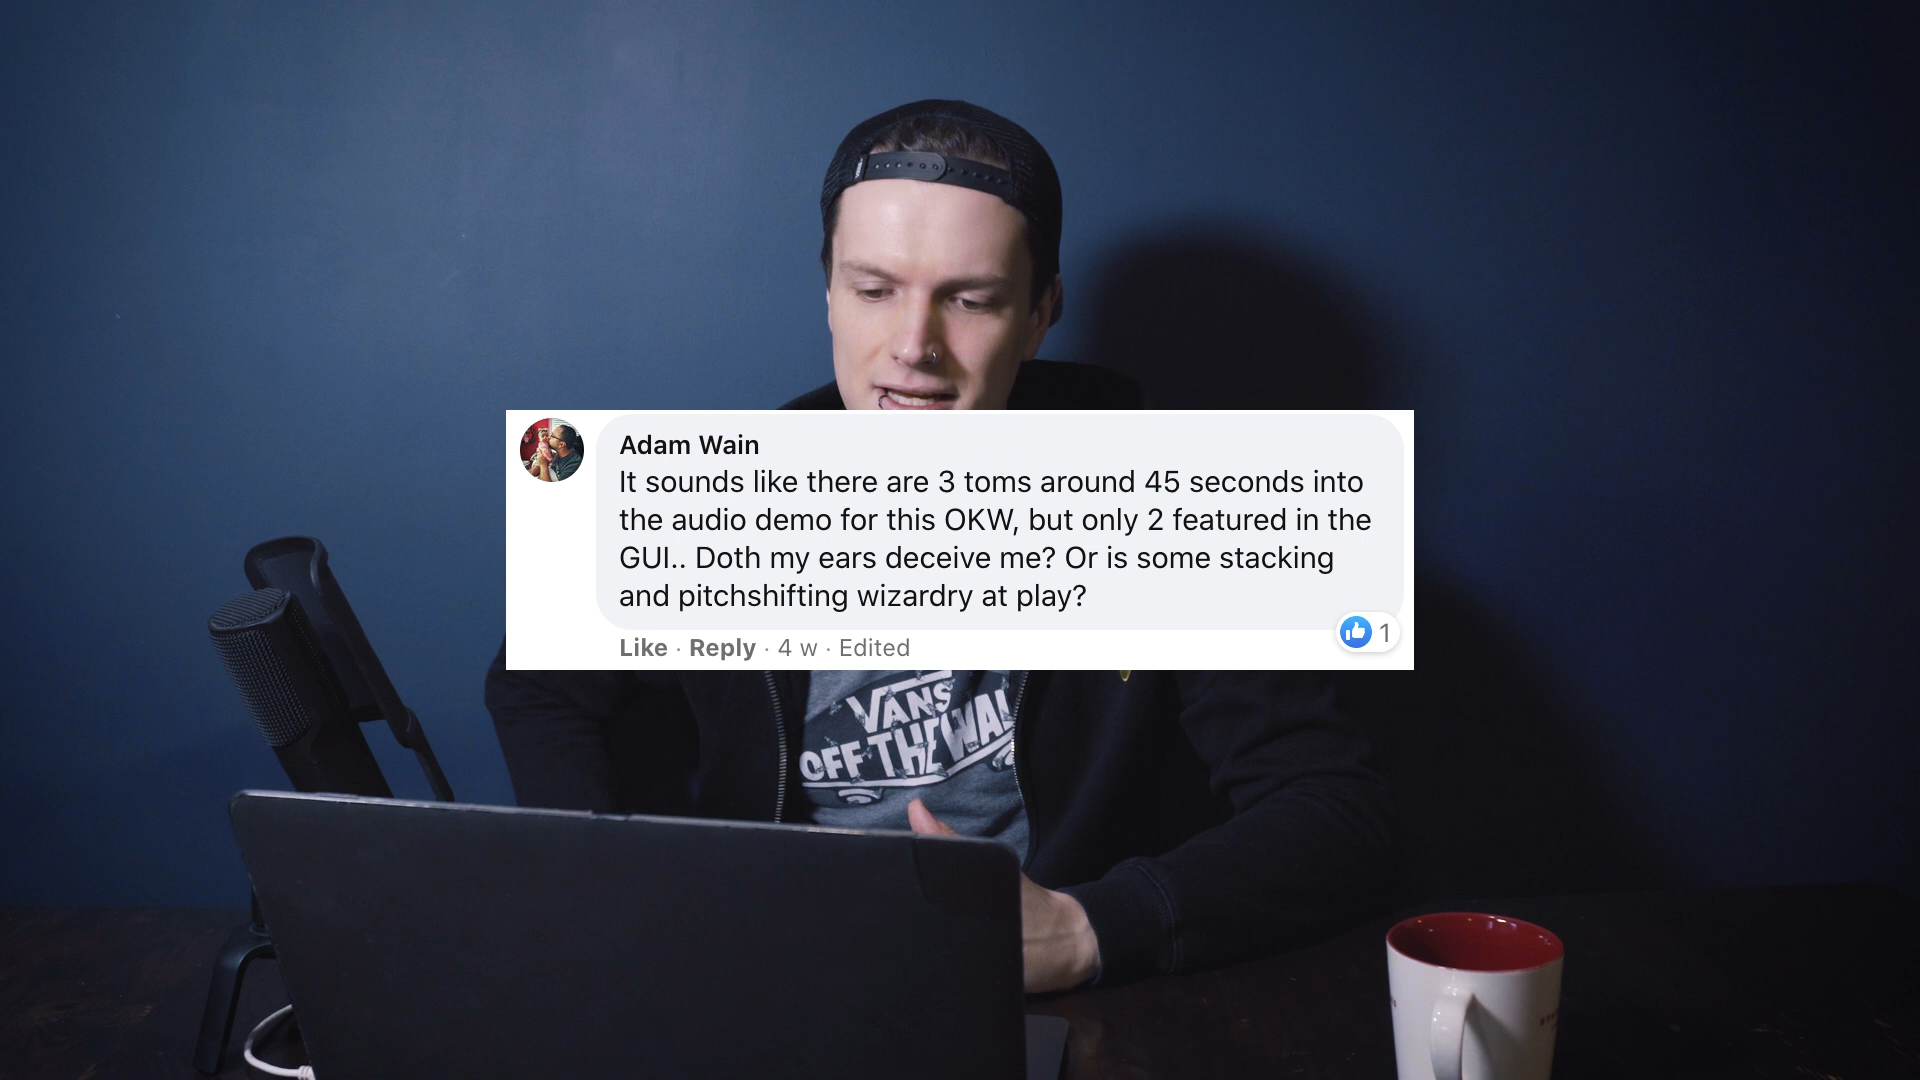 Adam Wain
It sounds like there are 3 toms around 45 seconds into
the audio demo for this OKW, but only 2 featured in the
GUI.. Doth my ears deceive me? Or is some stacking
and pitchshifting wizardry at play?
Like · Reply · 4 w · Edited
1
VANS
OFF THE WAL